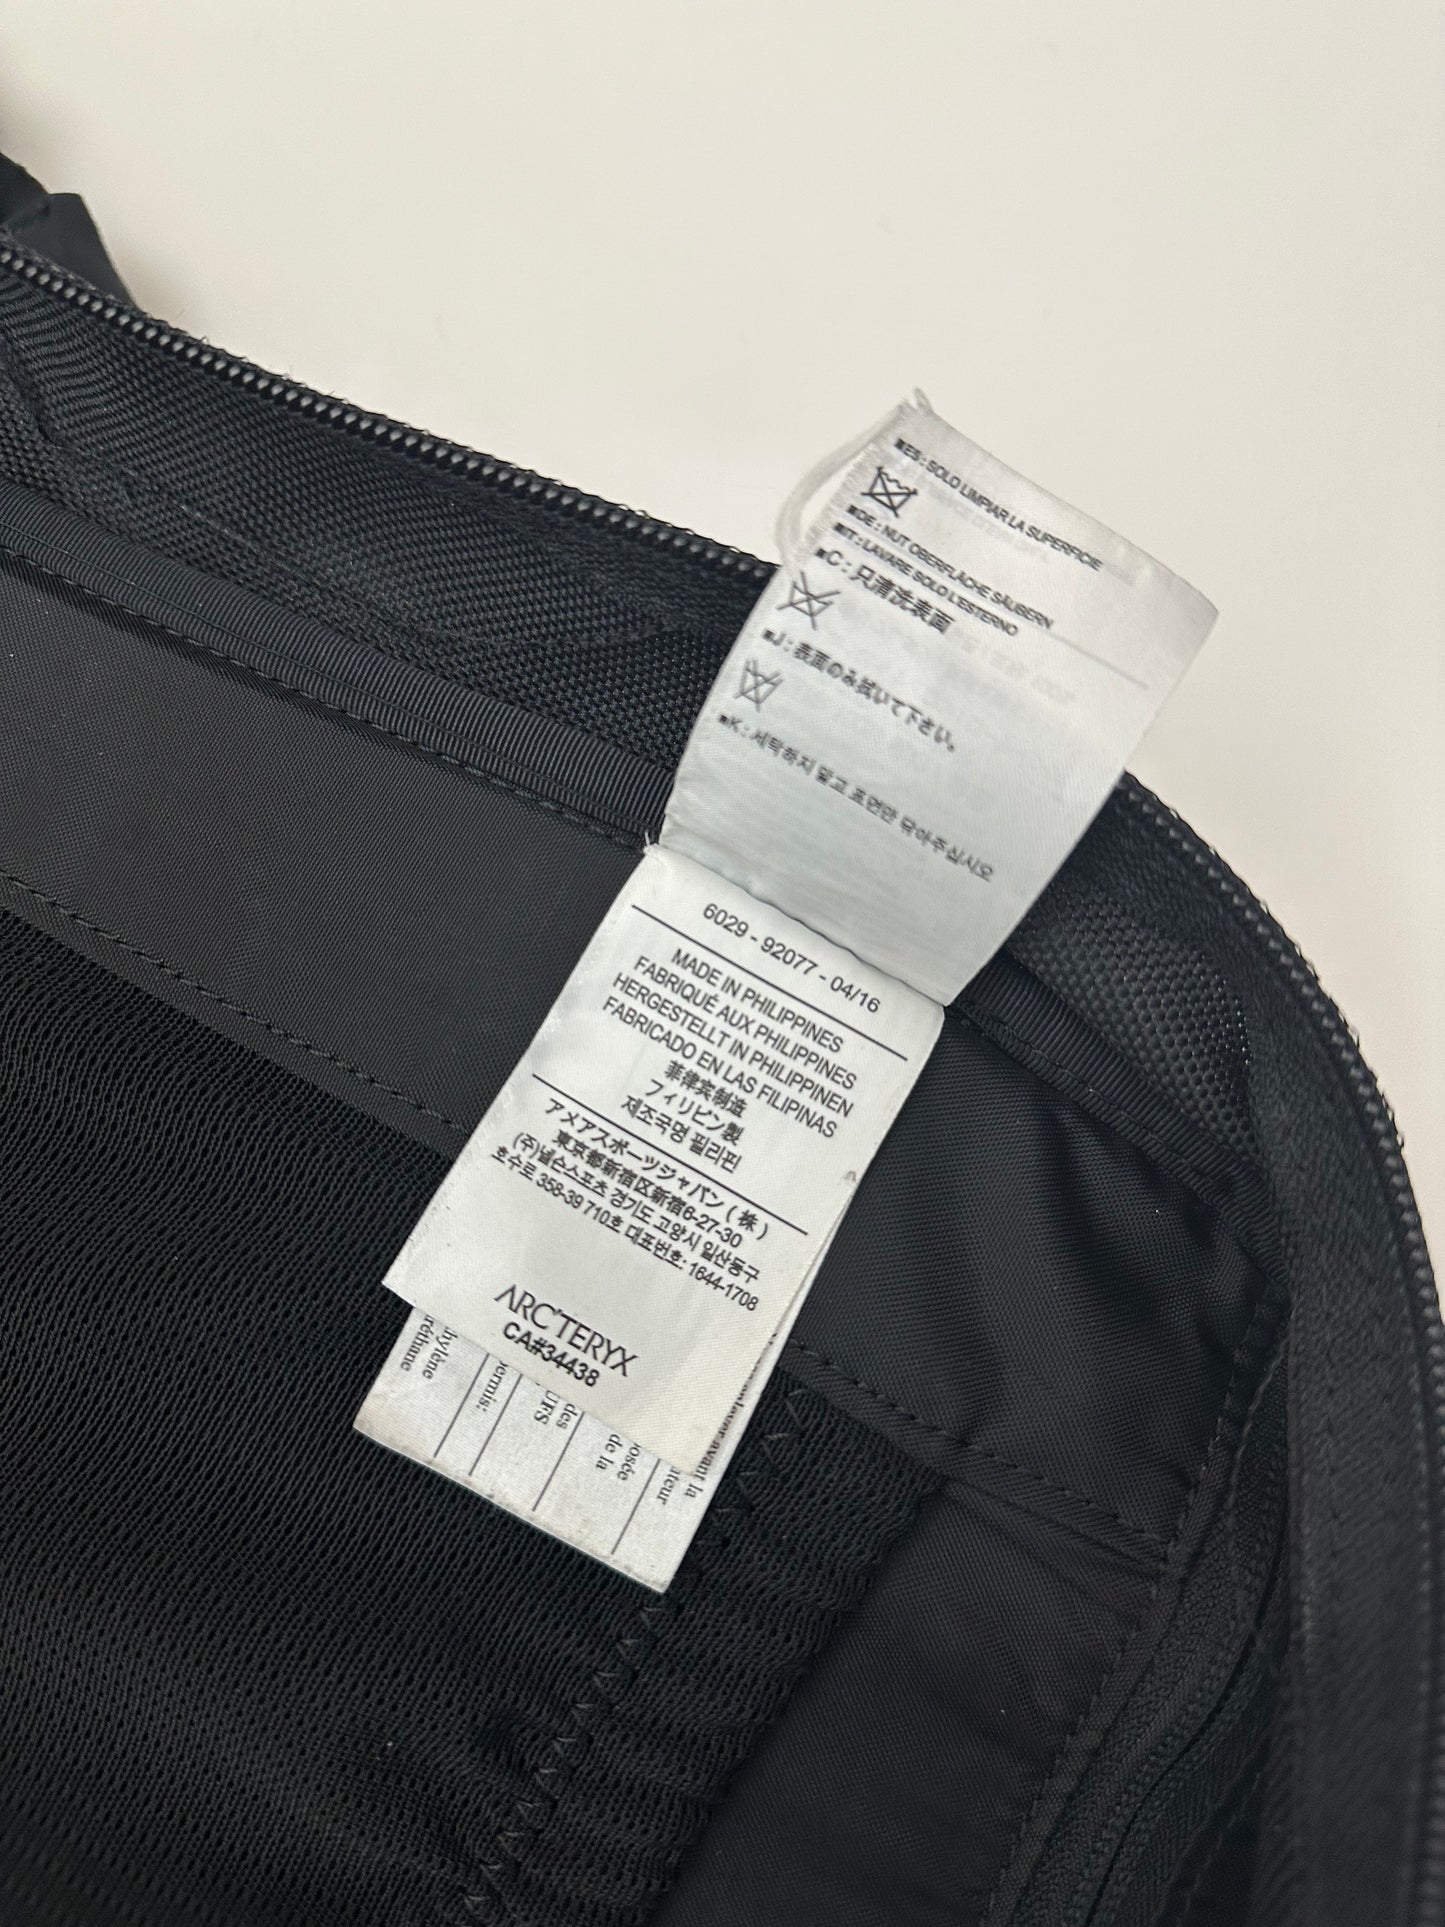 ■ES : SOLO LIMPIAR LA SUPERFICIE
■DE : NUT OBERFLÄCHE SÄUBERN
■IT : LAVARE SOLO L'ESTERNO
■C : 只清洗表面
■J : 表面のみ拭いて下さい。
■K : 세탁하지 말고 표면만 닦아주십시오
6029 - 92077 - 04/16
MADE IN PHILIPPINES
FABRIQUÉ AUX PHILIPPINES
HERGESTELLT IN PHILIPPINEN
FABRICADO EN LAS FILIPINAS
菲律宾制造
フィリピン製
제조국명 필리핀
アメアスポーツジャパン (株)
東京都新宿区新宿6-27-30
(주)넬슨스포츠 경기도 고양시 일산동구
호수로 358-39 710호 대표번호: 1644-1708
ARC'TERYX
CA#34438
des
de la